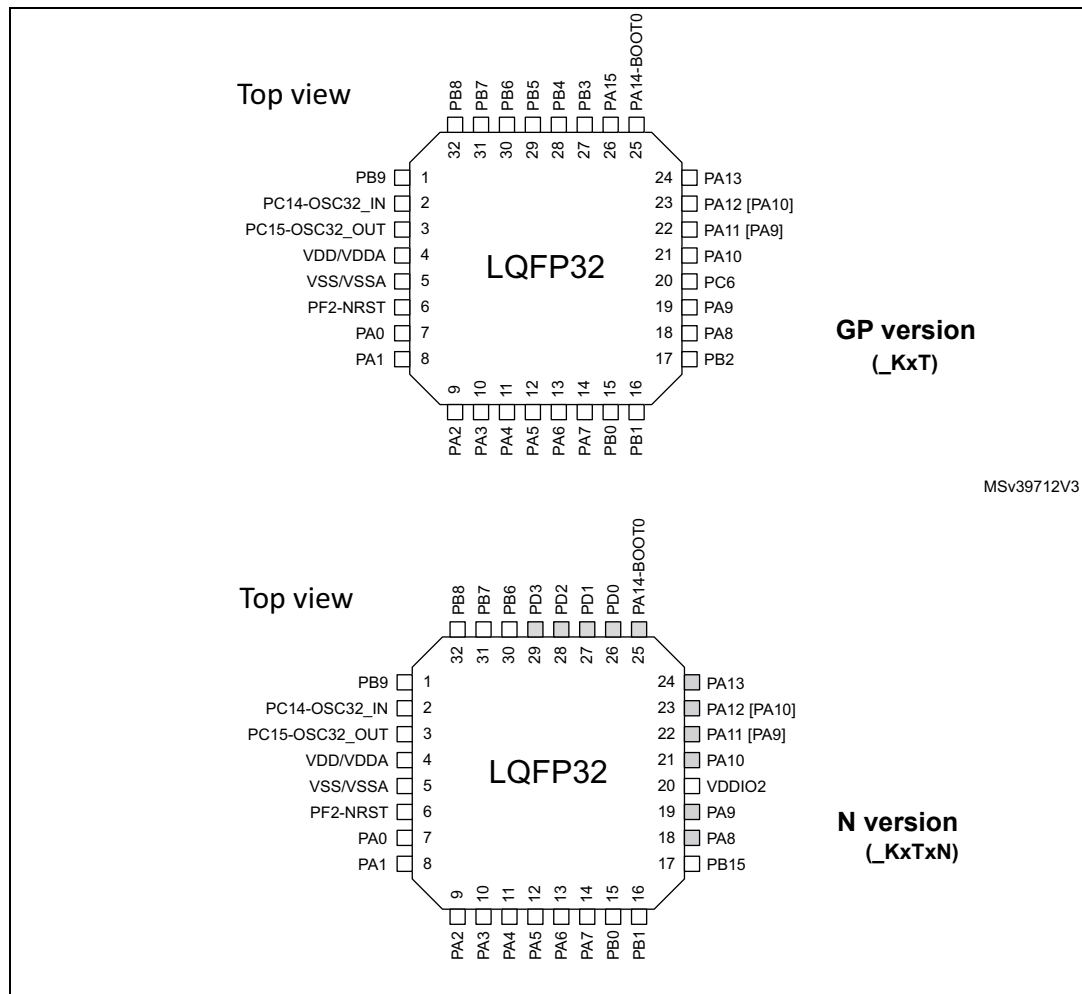 Top view
PB8 PB7 PB6 PB5 PB4 PB3 PA15 PA14-BOOT0
32 31 30 29 28 27 26 25
PB9 1 24 PA13
PC14-OSC32_IN 2 23 PA12 [PA10]
PC15-OSC32_OUT 3 22 PA11 [PA9]
VDD/VDDA 4 21 PA10
LQFP32
VSS/VSSA 5 20 PC6
PF2-NRST 6 19 PA9
PA0 7 18 PA8
PA1 8 17 PB2
GP version
(_KxT)
9 10 11 12 13 14 15 16
PA2 PA3 PA4 PA5 PA6 PA7 PB0 PB1
MSv39712V3
Top view
PB8 PB7 PB6 PD3 PD2 PD1 PD0 PA14-BOOT0
32 31 30 29 28 27 26 25
PB9 1 24 PA13
PC14-OSC32_IN 2 23 PA12 [PA10]
PC15-OSC32_OUT 3 22 PA11 [PA9]
VDD/VDDA 4 21 PA10
LQFP32
VSS/VSSA 5 20 VDDIO2
PF2-NRST 6 19 PA9
PA0 7 18 PA8
PA1 8 17 PB15
N version
(_KxTxN)
9 10 11 12 13 14 15 16
PA2 PA3 PA4 PA5 PA6 PA7 PB0 PB1